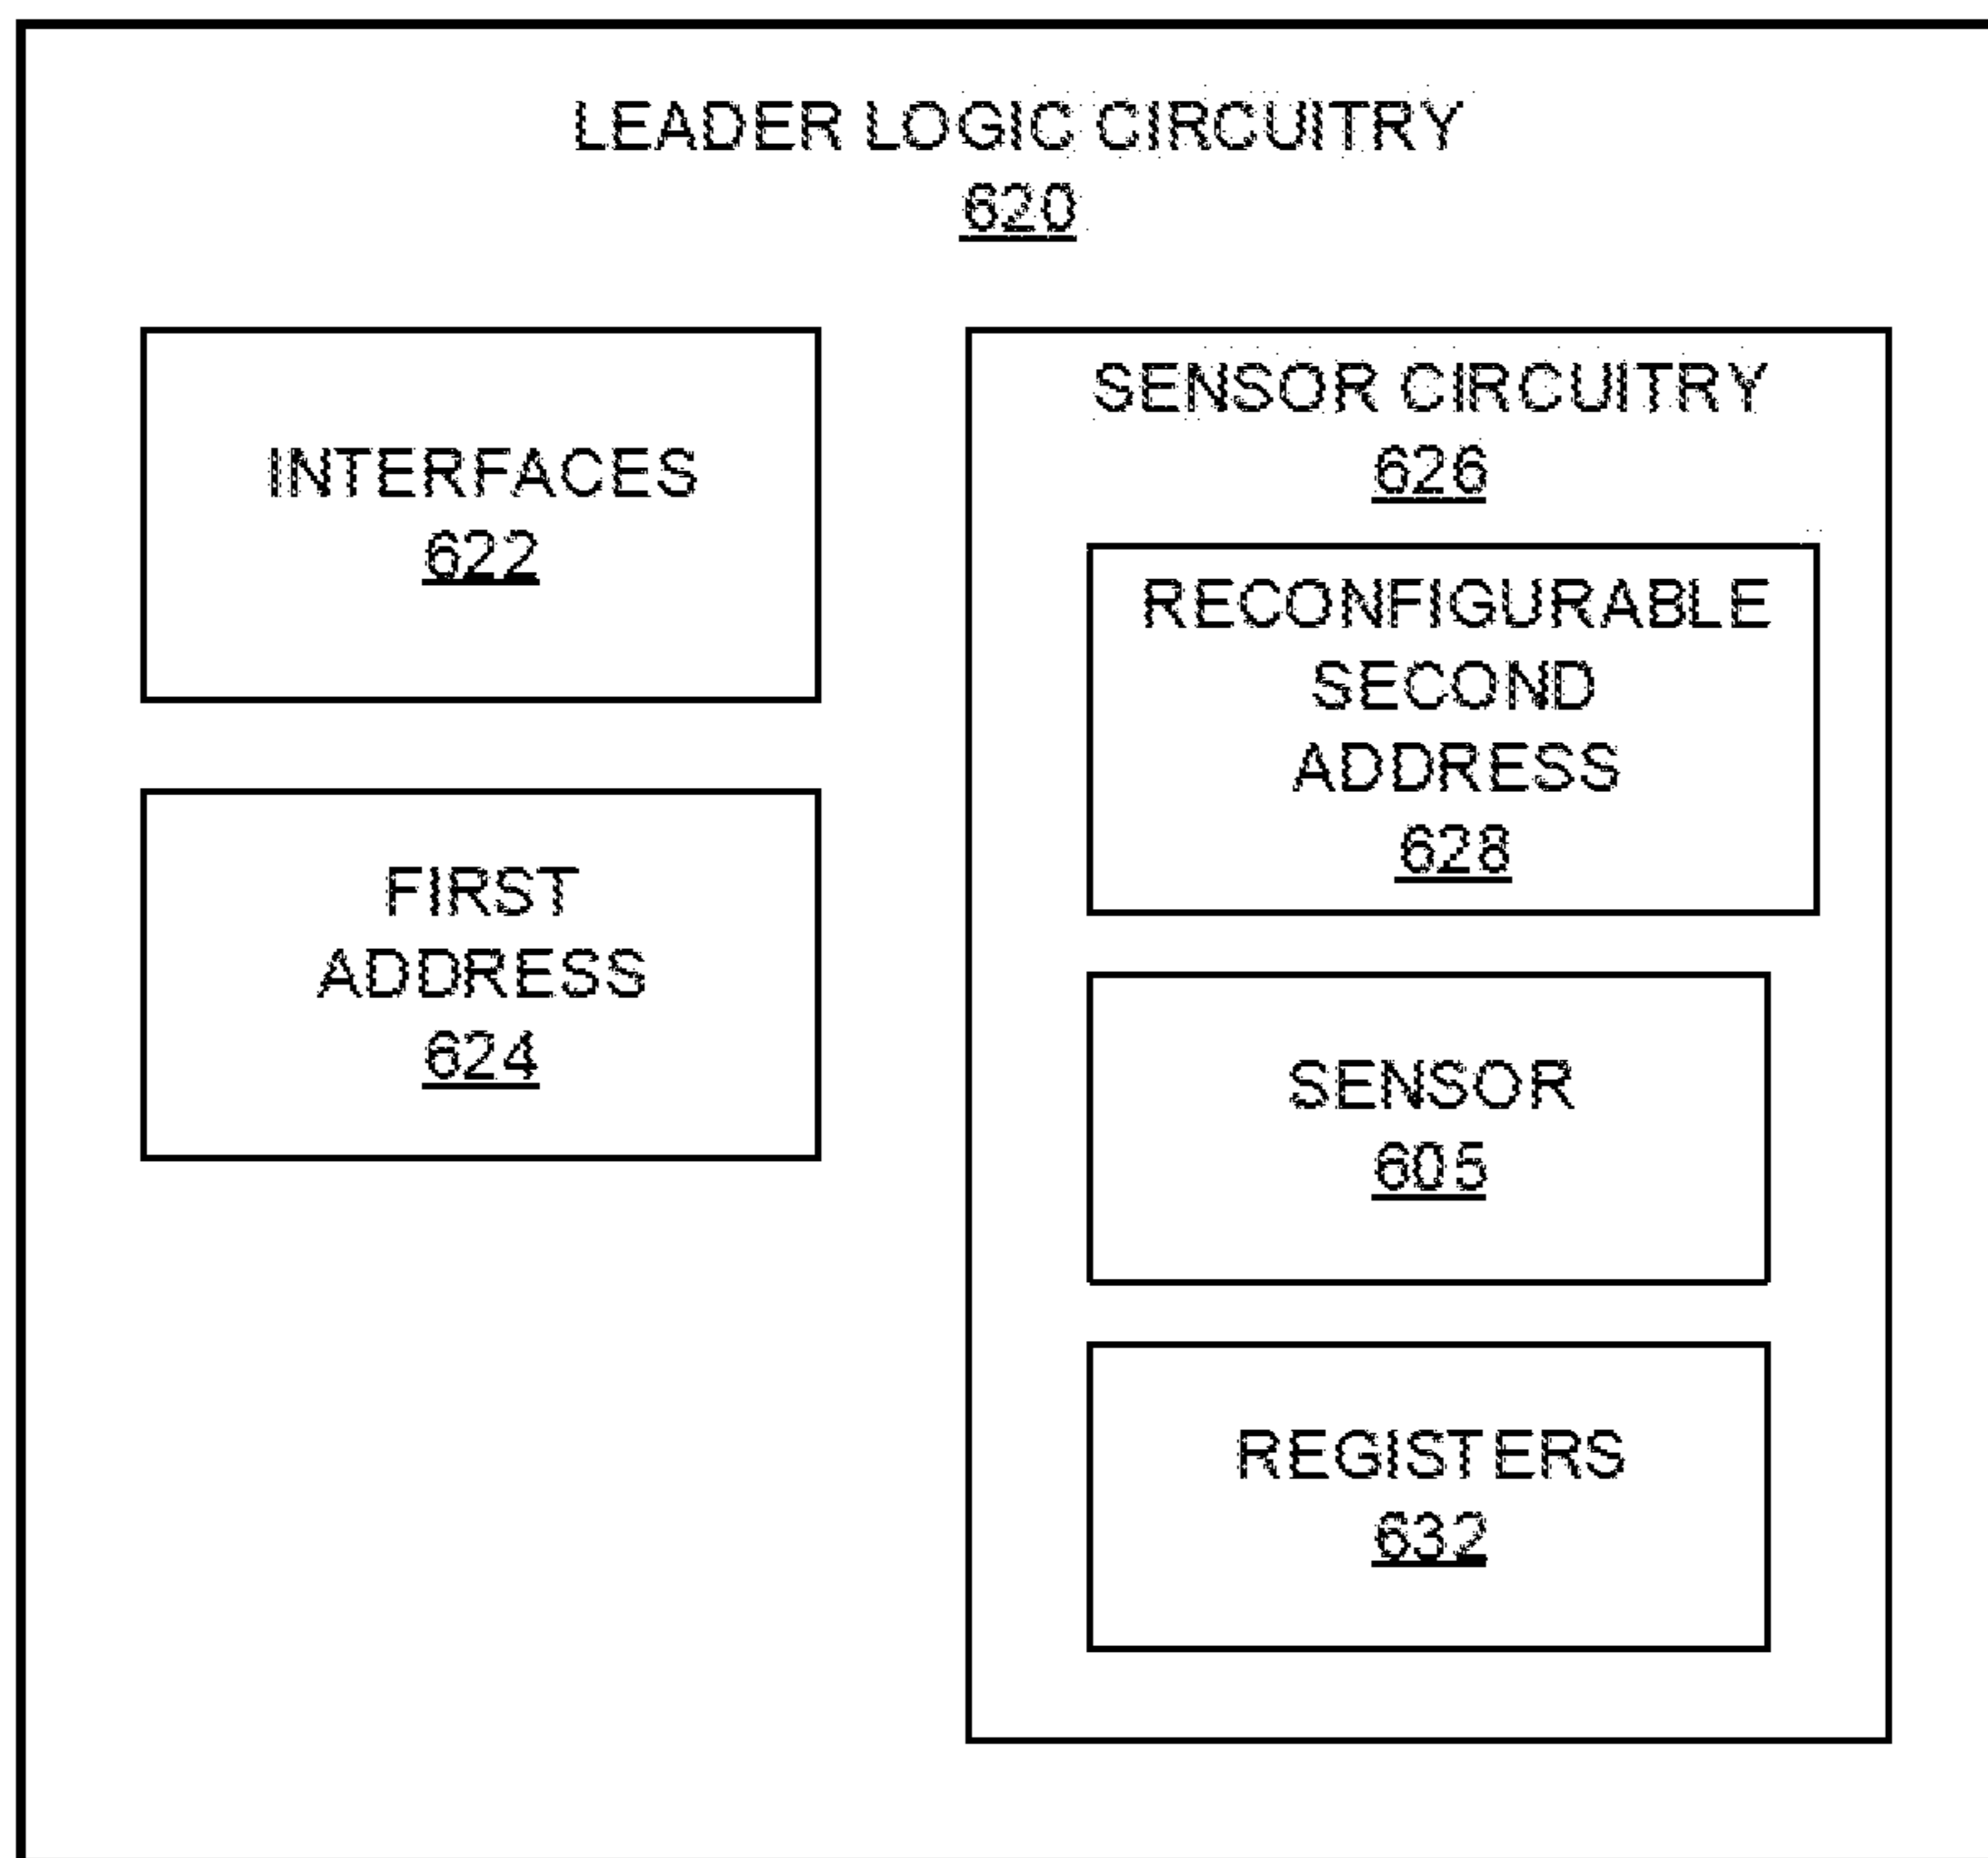 LEADER LOGIC CIRCUITRY
620
INTERFACES
622
FIRST
ADDRESS
624
SENSOR CIRCUITRY
626
RECONFIGURABLE
SECOND
ADDRESS
628
SENSOR
605
REGISTERS
632